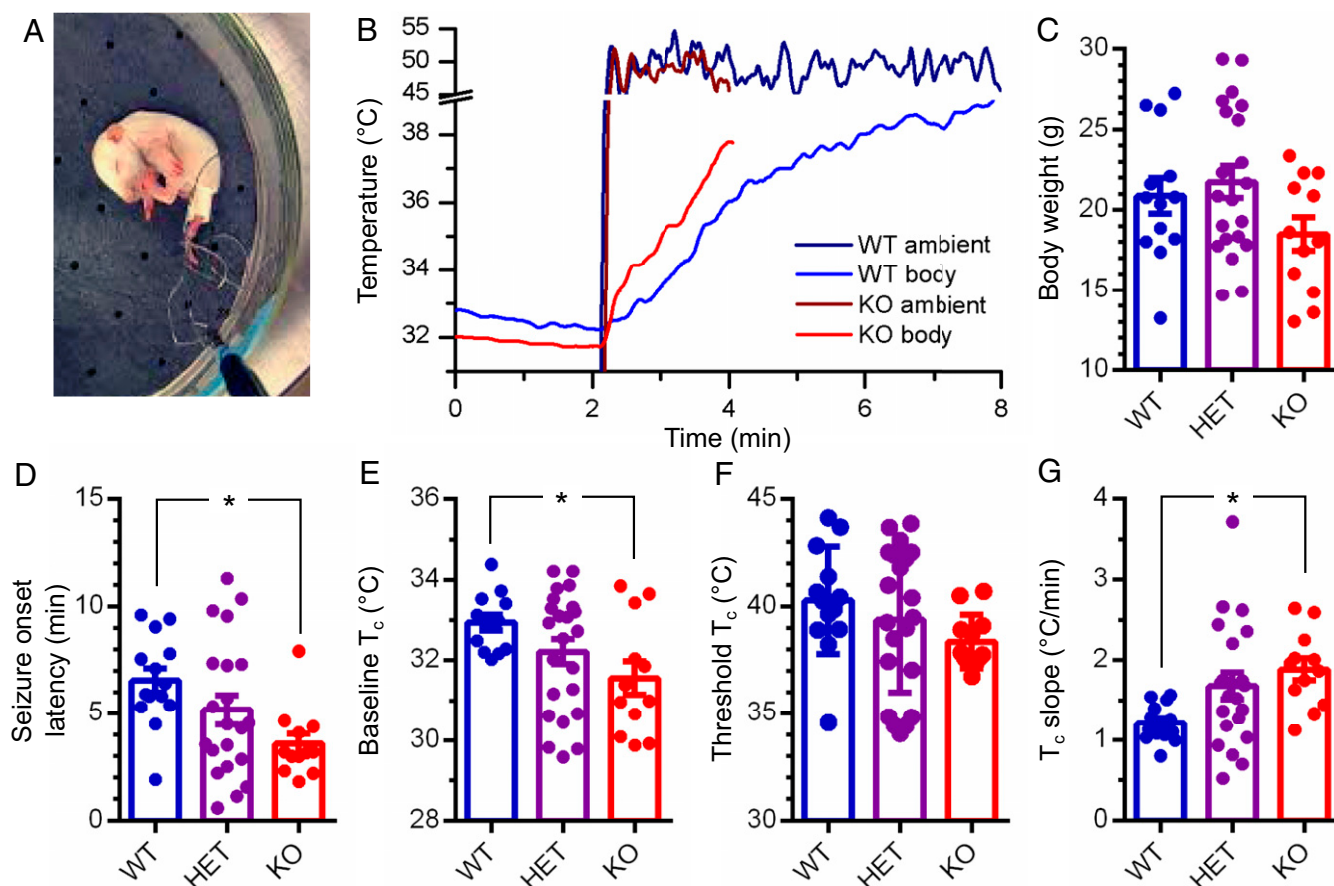 A
B
Temperature (°C)
55
50
45
38
36
34
32
0
2
4
6
8
Time (min)
WT ambient
WT body
KO ambient
KO body
C
Body weight (g)
30
25
20
15
10
WT
HET
KO
D
Seizure onset
latency (min)
15
10
5
0
*
WT
HET
KO
E
Baseline Tc (°C)
36
34
32
30
28
*
WT
HET
KO
F
Threshold Tc (°C)
45
40
35
30
WT
HET
KO
G
Tc slope (°C/min)
4
3
2
1
0
*
WT
HET
KO